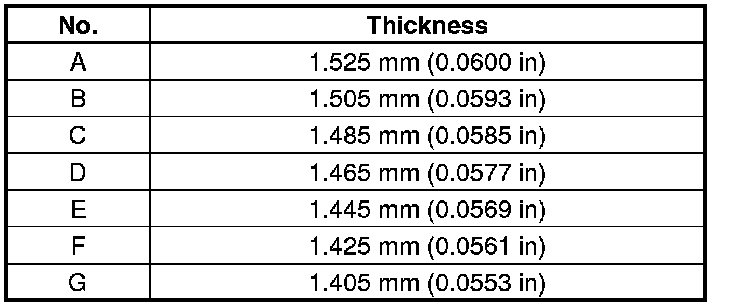 No. Thickness
A 1.525 mm (0.0600 in)
B 1.505 mm (0.0593 in)
C 1.485 mm (0.0585 in)
D 1.465 mm (0.0577 in)
E 1.445 mm (0.0569 in)
F 1.425 mm (0.0561 in)
G 1.405 mm (0.0553 in)